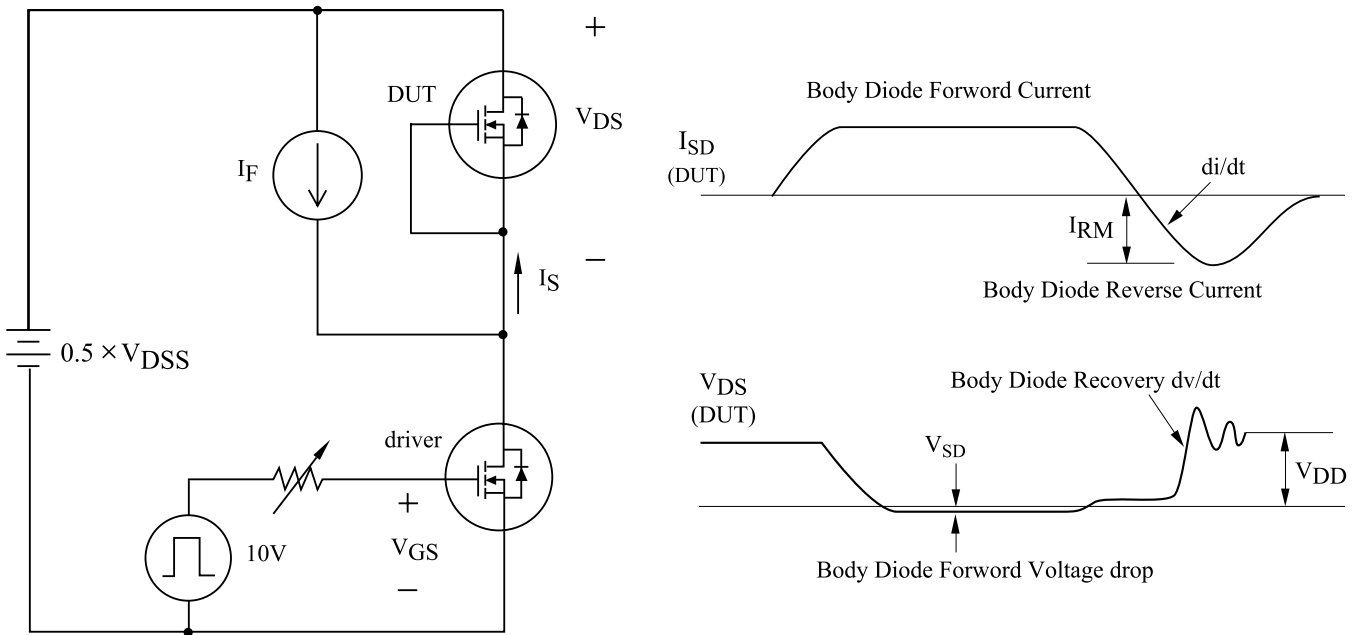 +
DUT
V_DS
I_F
−
I_S
0.5 × V_DSS
driver
+
V_GS
−
10V
Body Diode Forword Current
I_SD
(DUT)
di/dt
I_RM
Body Diode Reverse Current
V_DS
(DUT)
Body Diode Recovery dv/dt
V_SD
V_DD
Body Diode Forword Voltage drop